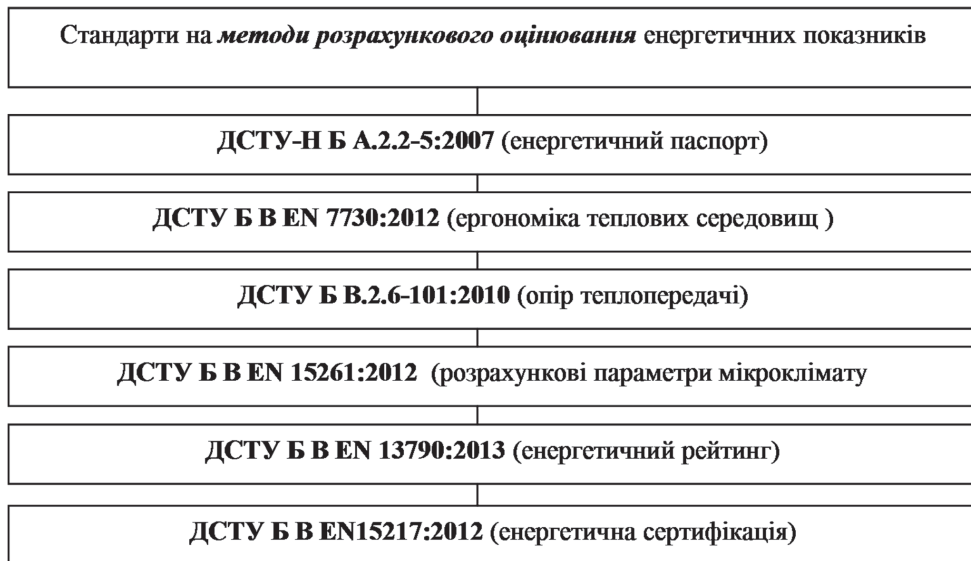 Стандарти на методи розрахункового оцінювання енергетичних показників
ДСТУ-Н Б А.2.2-5:2007 (енергетичний паспорт)
ДСТУ Б В EN 7730:2012 (ергономіка теплових середовищ )
ДСТУ Б В.2.6-101:2010 (опір теплопередачі)
ДСТУ Б В EN 15261:2012 (розрахункові параметри мікроклімату
ДСТУ Б В EN 13790:2013 (енергетичний рейтинг)
ДСТУ Б В EN15217:2012 (енергетична сертифікація)